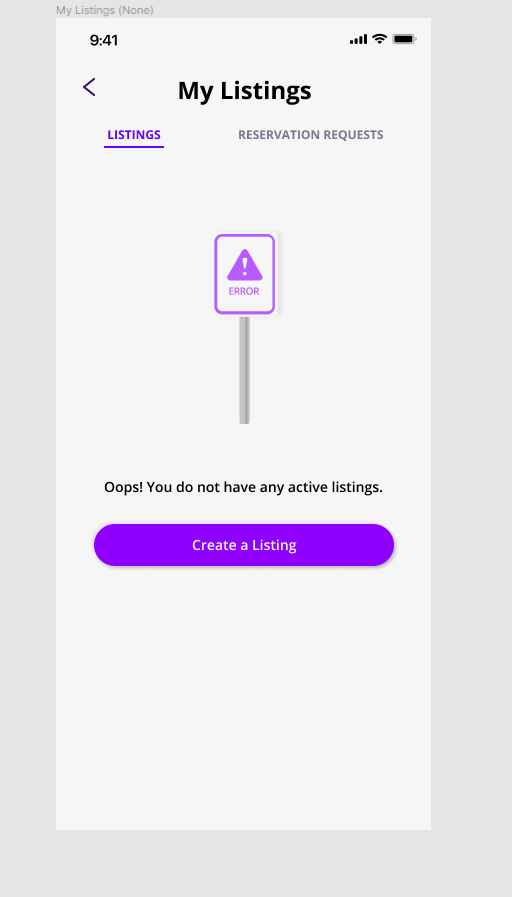 My Listings (None)
9:41
My Listings
LISTINGS
RESERVATION REQUESTS
ERROR
Oops! You do not have any active listings.
Create a Listing